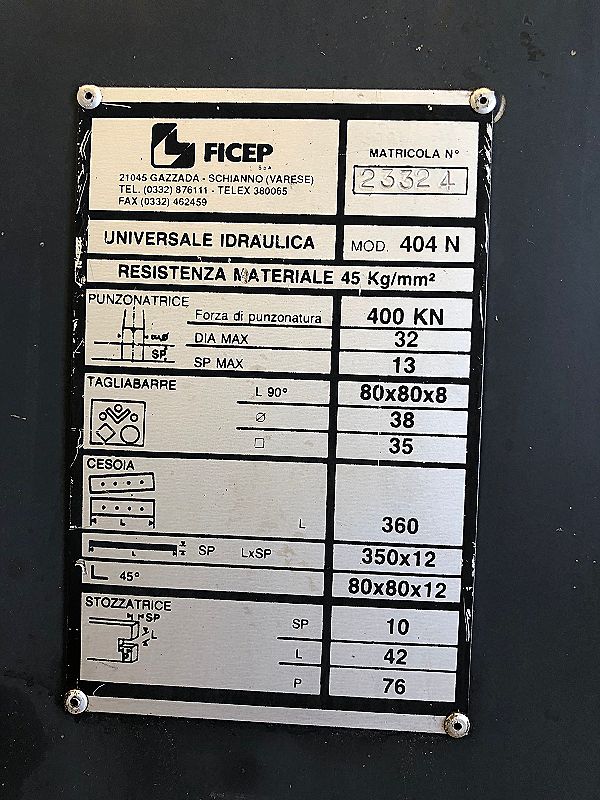 FICEP
S.p.A.
21045 GAZZADA - SCHIANNO (VARESE)
TEL. (0332) 876111 - TELEX 380065
FAX (0332) 462459
MATRICOLA N°
23324
UNIVERSALE IDRAULICA
MOD. 404 N
RESISTENZA MATERIALE 45 Kg/mm²
PUNZONATRICE
Forza di punzonatura 400 KN
DIA MAX 32
SP MAX 13
SP
TAGLIABARRE
L 90° 80x80x8
⌀ 38
□ 35
CESOIA
L
L 360
L
SP LxSP 350x12
L 45° 80x80x12
STOZZATRICE
SP
L
P
SP 10
L 42
P 76